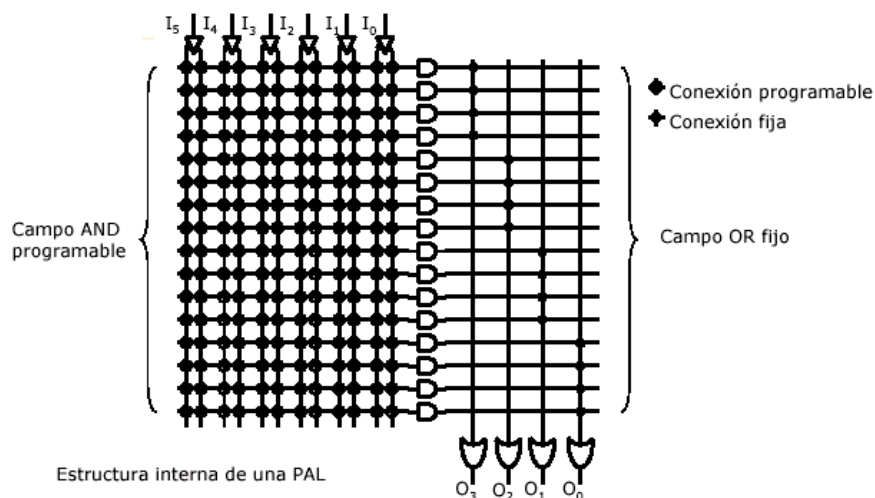 I5 I4 I3 I2 I1 I0
Conexión programable
Conexión fija
Campo AND
programable
Campo OR fijo
Estructura interna de una PAL
O3 O2 O1 O0